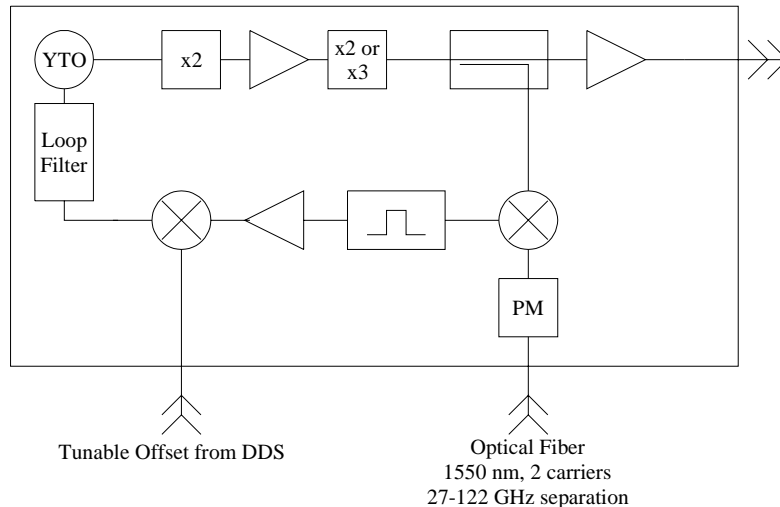 YTO
x2
x2 or
x3
Loop
Filter
PM
Tunable Offset from DDS
Optical Fiber
1550 nm, 2 carriers
27-122 GHz separation